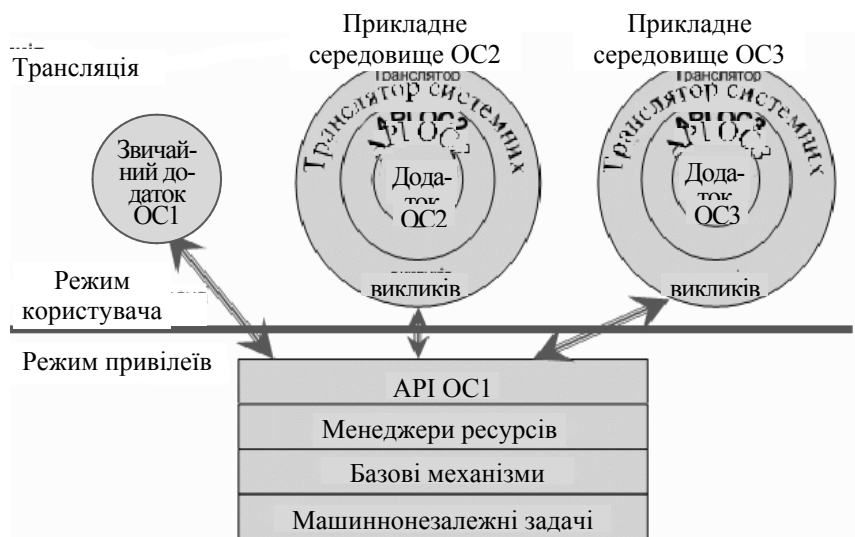 Прикладне
середовище ОС2
Прикладне
середовище ОС3
Трансляція
Транслятор
Транслятор системних
API ОС2
Дода-
ток
ОС2
викликів
Транслятор
Транслятор системних
API ОС3
Дода-
ток
ОС3
викликів
Звичай-
ний до-
даток
ОС1
Режим
користувача
Режим привілеїв
API ОС1
Менеджери ресурсів
Базові механізми
Машиннонезалежні задачі